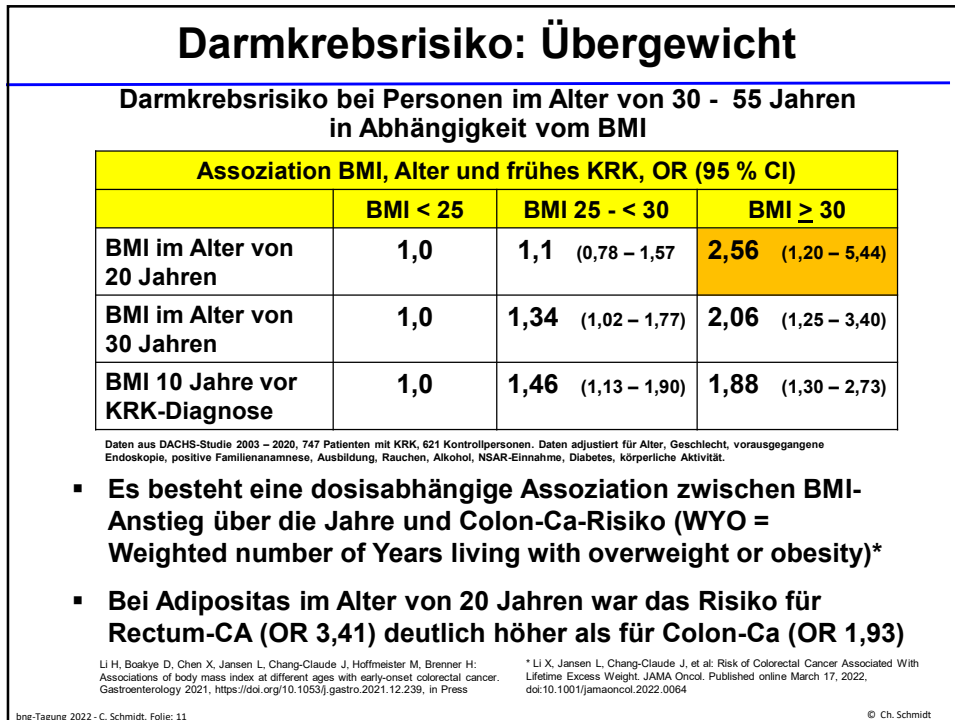 Darmkrebsrisiko: Übergewicht
Darmkrebsrisiko bei Personen im Alter von 30 - 55 Jahren
in Abhängigkeit vom BMI
Assoziation BMI, Alter und frühes KRK, OR (95 % CI)
BMI < 25 BMI 25 - < 30 BMI ≥ 30
BMI im Alter von 20 Jahren 1,0 1,1 (0,78 – 1,57 2,56 (1,20 – 5,44)
BMI im Alter von 30 Jahren 1,0 1,34 (1,02 – 1,77) 2,06 (1,25 – 3,40)
BMI 10 Jahre vor KRK-Diagnose 1,0 1,46 (1,13 – 1,90) 1,88 (1,30 – 2,73)
Daten aus DACHS-Studie 2003 – 2020, 747 Patienten mit KRK, 621 Kontrollpersonen. Daten adjustiert für Alter, Geschlecht, vorausgegangene
Endoskopie, positive Familienanamnese, Ausbildung, Rauchen, Alkohol, NSAR-Einnahme, Diabetes, körperliche Aktivität.
▪ Es besteht eine dosisabhängige Assoziation zwischen BMI-
Anstieg über die Jahre und Colon-Ca-Risiko (WYO =
Weighted number of Years living with overweight or obesity)*
▪ Bei Adipositas im Alter von 20 Jahren war das Risiko für
Rectum-CA (OR 3,41) deutlich höher als für Colon-Ca (OR 1,93)
Li H, Boakye D, Chen X, Jansen L, Chang-Claude J, Hoffmeister M, Brenner H:
Associations of body mass index at different ages with early-onset colorectal cancer.
Gastroenterology 2021, https://doi.org/10.1053/j.gastro.2021.12.239, in Press
* Li X, Jansen L, Chang-Claude J, et al: Risk of Colorectal Cancer Associated With
Lifetime Excess Weight. JAMA Oncol. Published online March 17, 2022,
doi:10.1001/jamaoncol.2022.0064
bng-Tagung 2022 - C. Schmidt, Folie: 11
© Ch. Schmidt